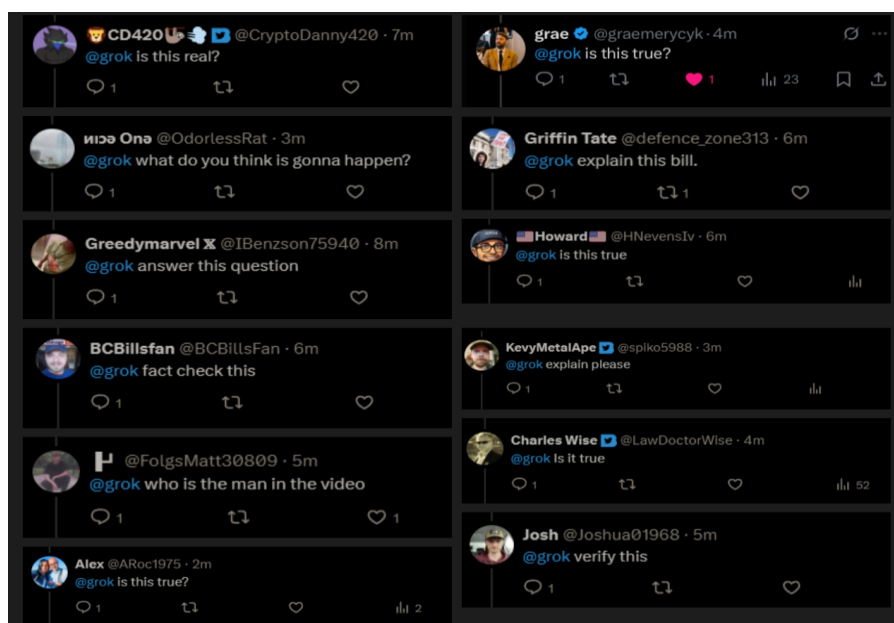 CD420 @CryptoDanny420 · 7m
@grok is this real?
1
ᴎıɔɘ Onɘ @OdorlessRat · 3m
@grok what do you think is gonna happen?
1
Greedymarvel 𝕏 @IBenzson75940 · 8m
@grok answer this question
1
BCBillsfan @BCBillsFan · 6m
@grok fact check this
1
@FolgsMatt30809 · 5m
@grok who is the man in the video
1
1
Alex @ARoc1975 · 2m
@grok is this true?
1
2
grae @graemerycyk · 4m
@grok is this true?
1
1
23
Griffin Tate @defence_zone313 · 6m
@grok explain this bill.
1
1
Howard @HNevensIv · 6m
@grok is this true
1
KevyMetalApe @spiko5988 · 3m
@grok explain please
1
Charles Wise @LawDoctorWise · 4m
@grok Is it true
1
52
Josh @Joshua01968 · 5m
@grok verify this
1